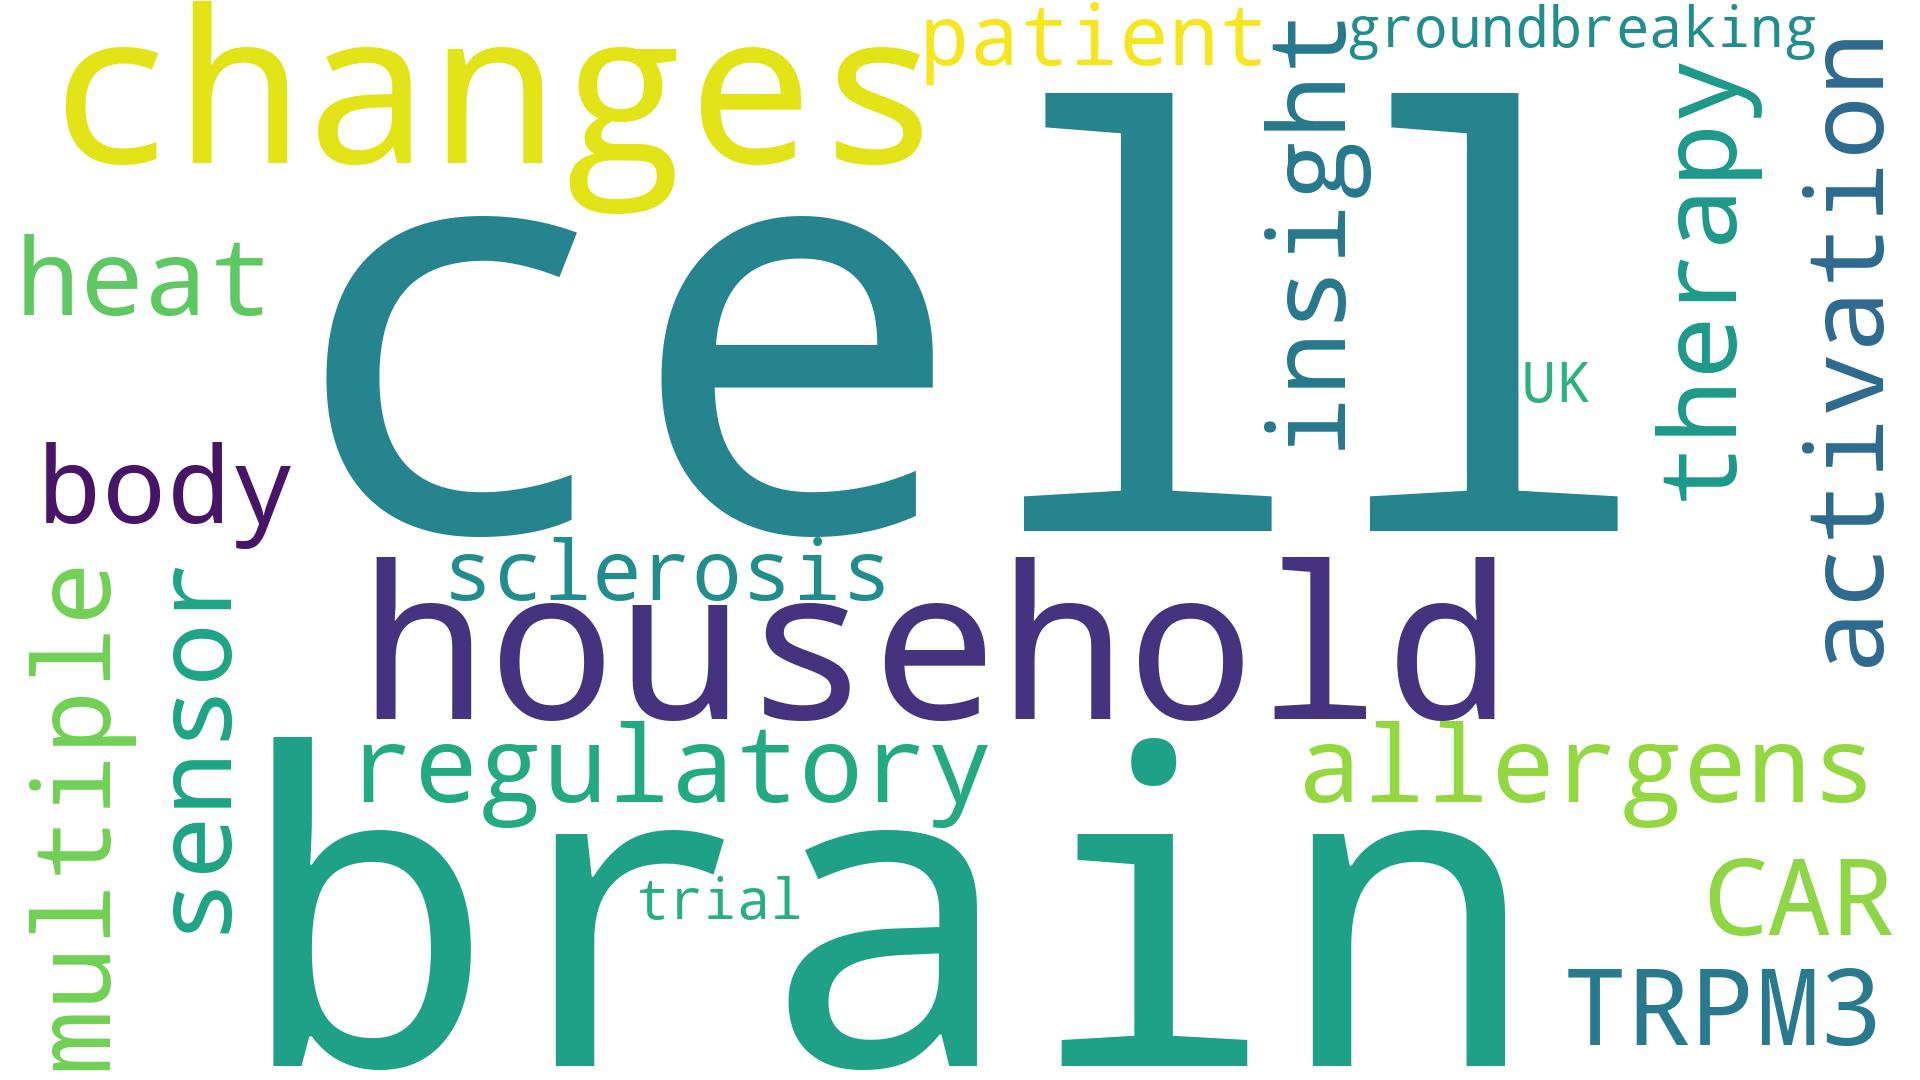 changes
patient
groundbreaking
insight
therapy
activation
heat
cell
UK
body
sclerosis
household
multiple
sensor
regulatory
allergens
brain
trial
CAR
TRPM3